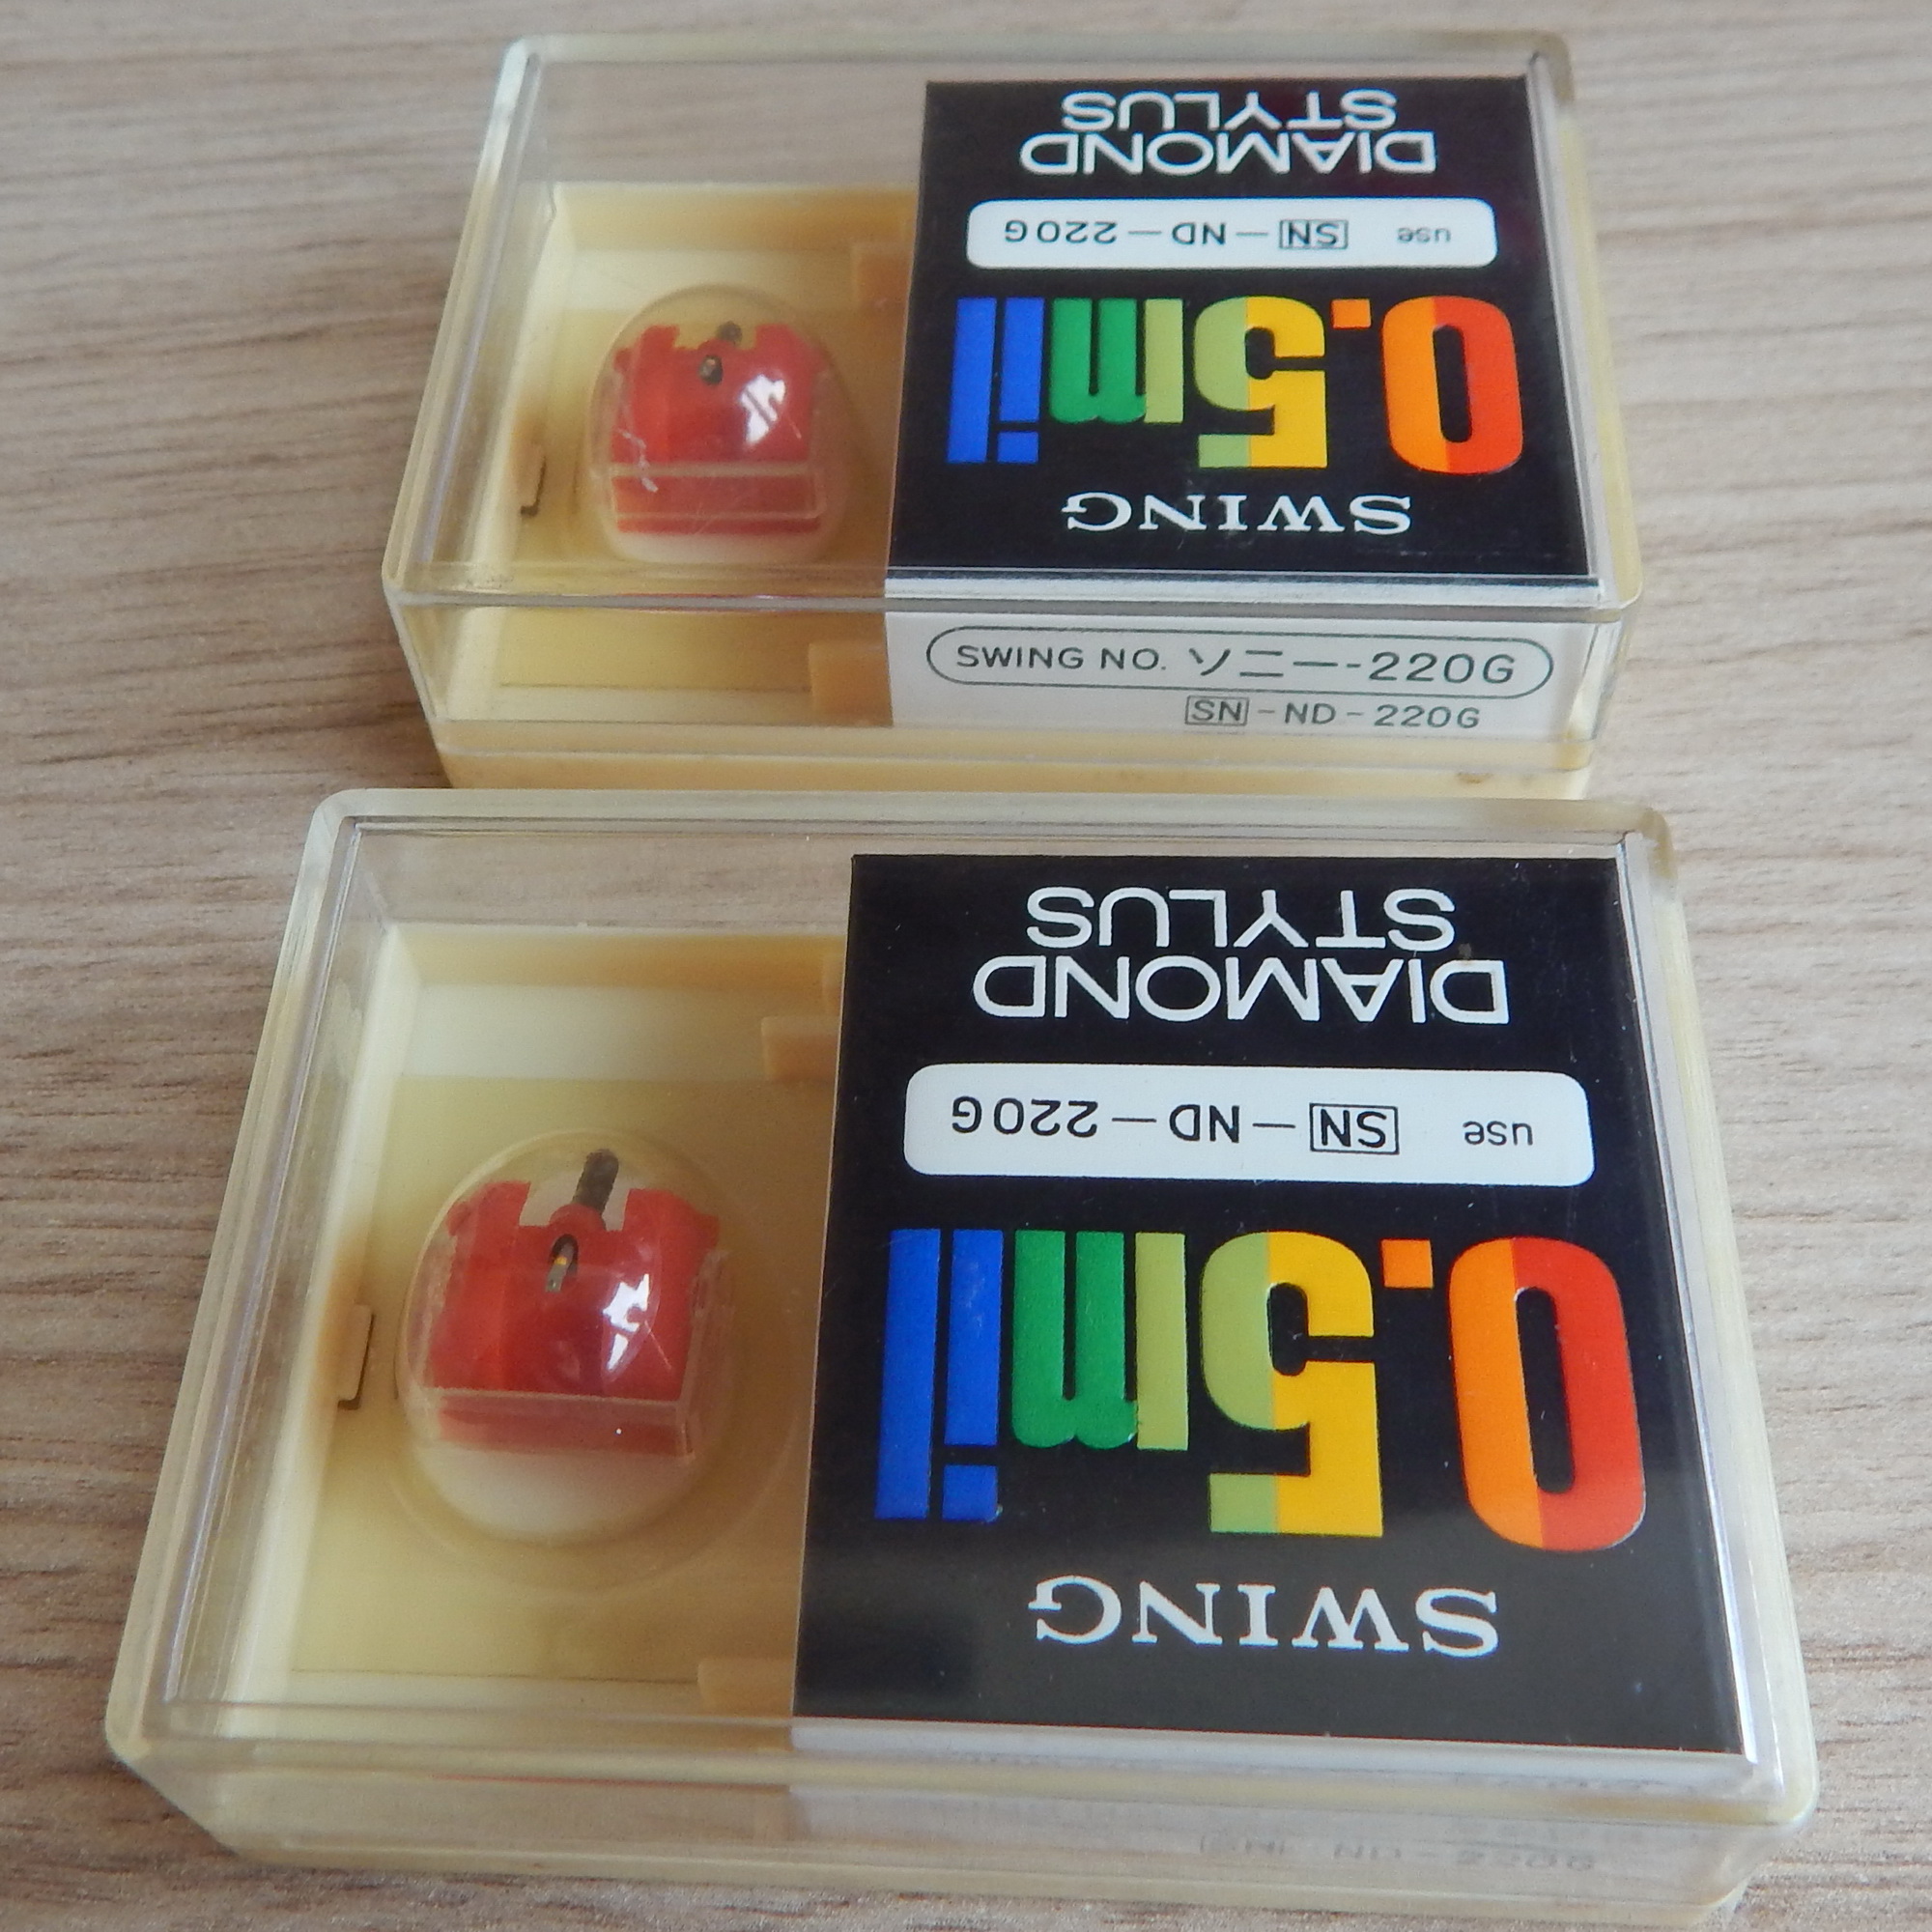 SWING
0.5mil
use SN-ND-220G
DIAMOND
STYLUS
SWING NO. ソニー-220G
SN-ND-220G
SWING
0.5mil
use SN-ND-220G
DIAMOND
STYLUS